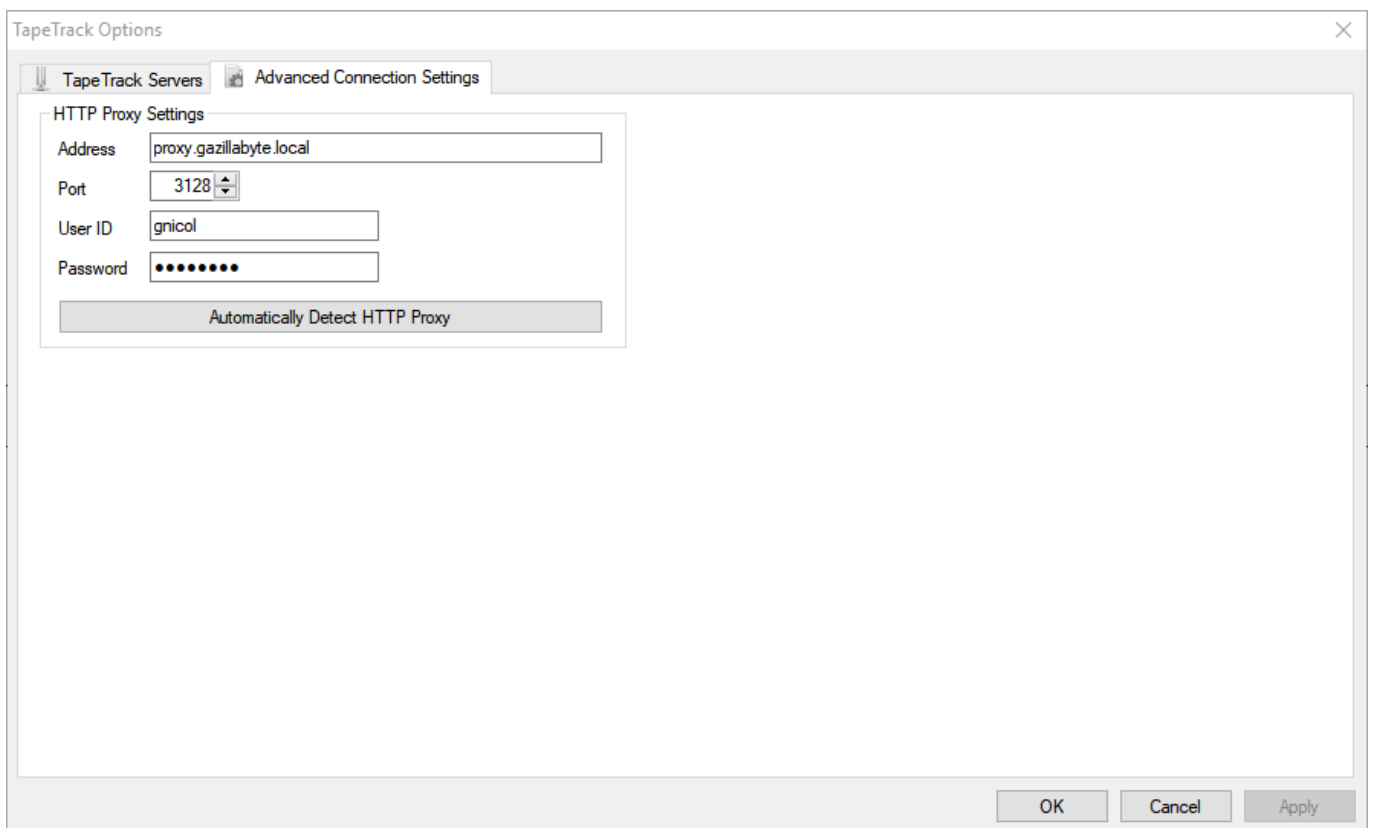 TapeTrack Options
TapeTrack Servers
Advanced Connection Settings
HTTP Proxy Settings
Address proxy.gazillabyte.local
Port 3128
User ID gnicol
Password ●●●●●●●●
Automatically Detect HTTP Proxy
OK Cancel Apply